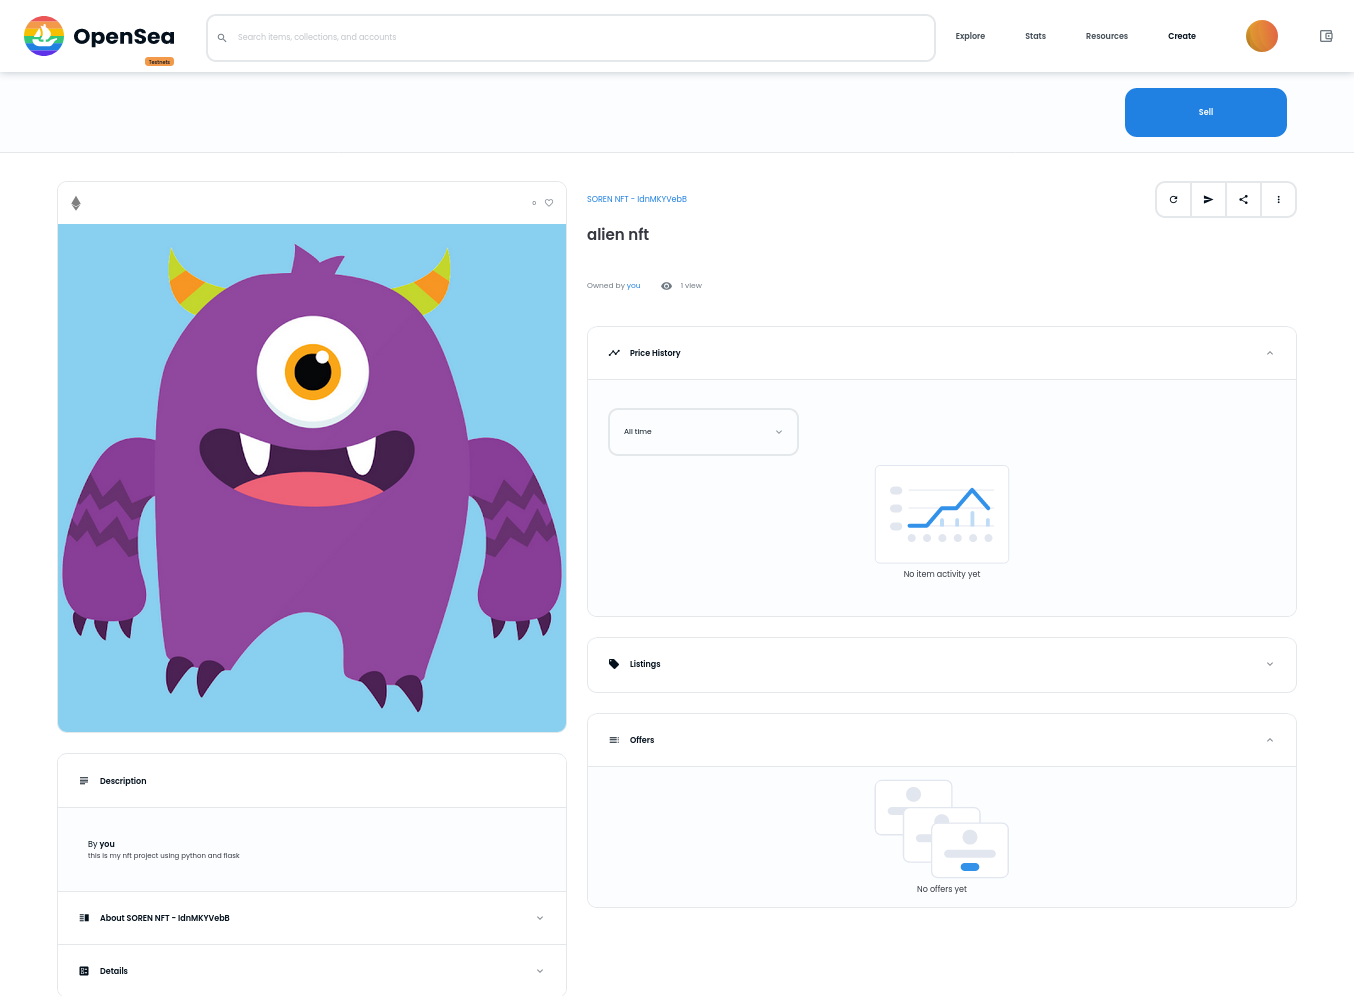 OpenSea
Testnets
Search items, collections, and accounts
Explore
Stats
Resources
Create
Sell
0
SOREN NFT - IdnMKYVebB
alien nft
Owned by you
1 view
Price History
All time
No item activity yet
Listings
Offers
No offers yet
Description
By you
this is my nft project using python and flask
About SOREN NFT - IdnMKYVebB
Details